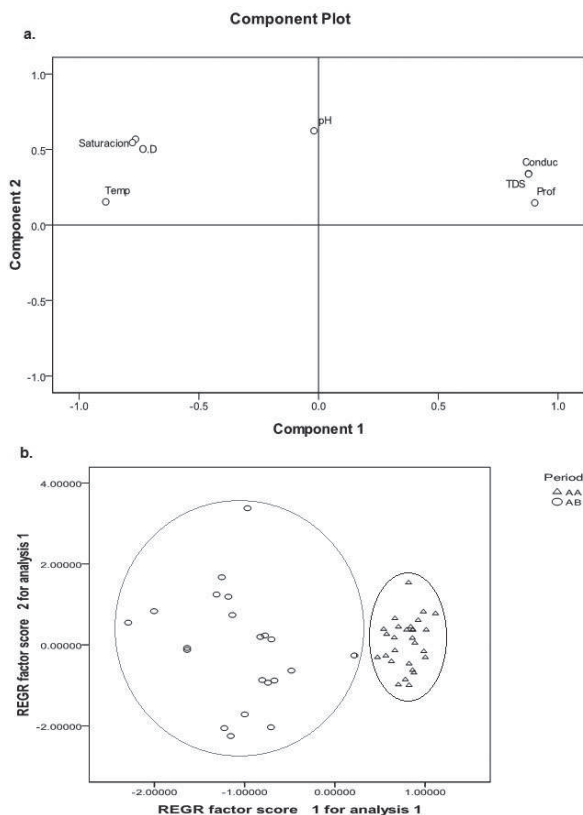 Component Plot
a.
1.0
0.5
0.0
-0.5
-1.0
Component 2
pH
Saturacion
O.D
Temp
Conduc
TDS
Prof
-1.0 -0.5 0.0 0.5 1.0
Component 1
b.
Period
AA
AB
4.00000
2.00000
0.00000
-2.00000
REGR factor score 2 for analysis 1
-2.00000 -1.00000 0.00000 1.00000
REGR factor score 1 for analysis 1